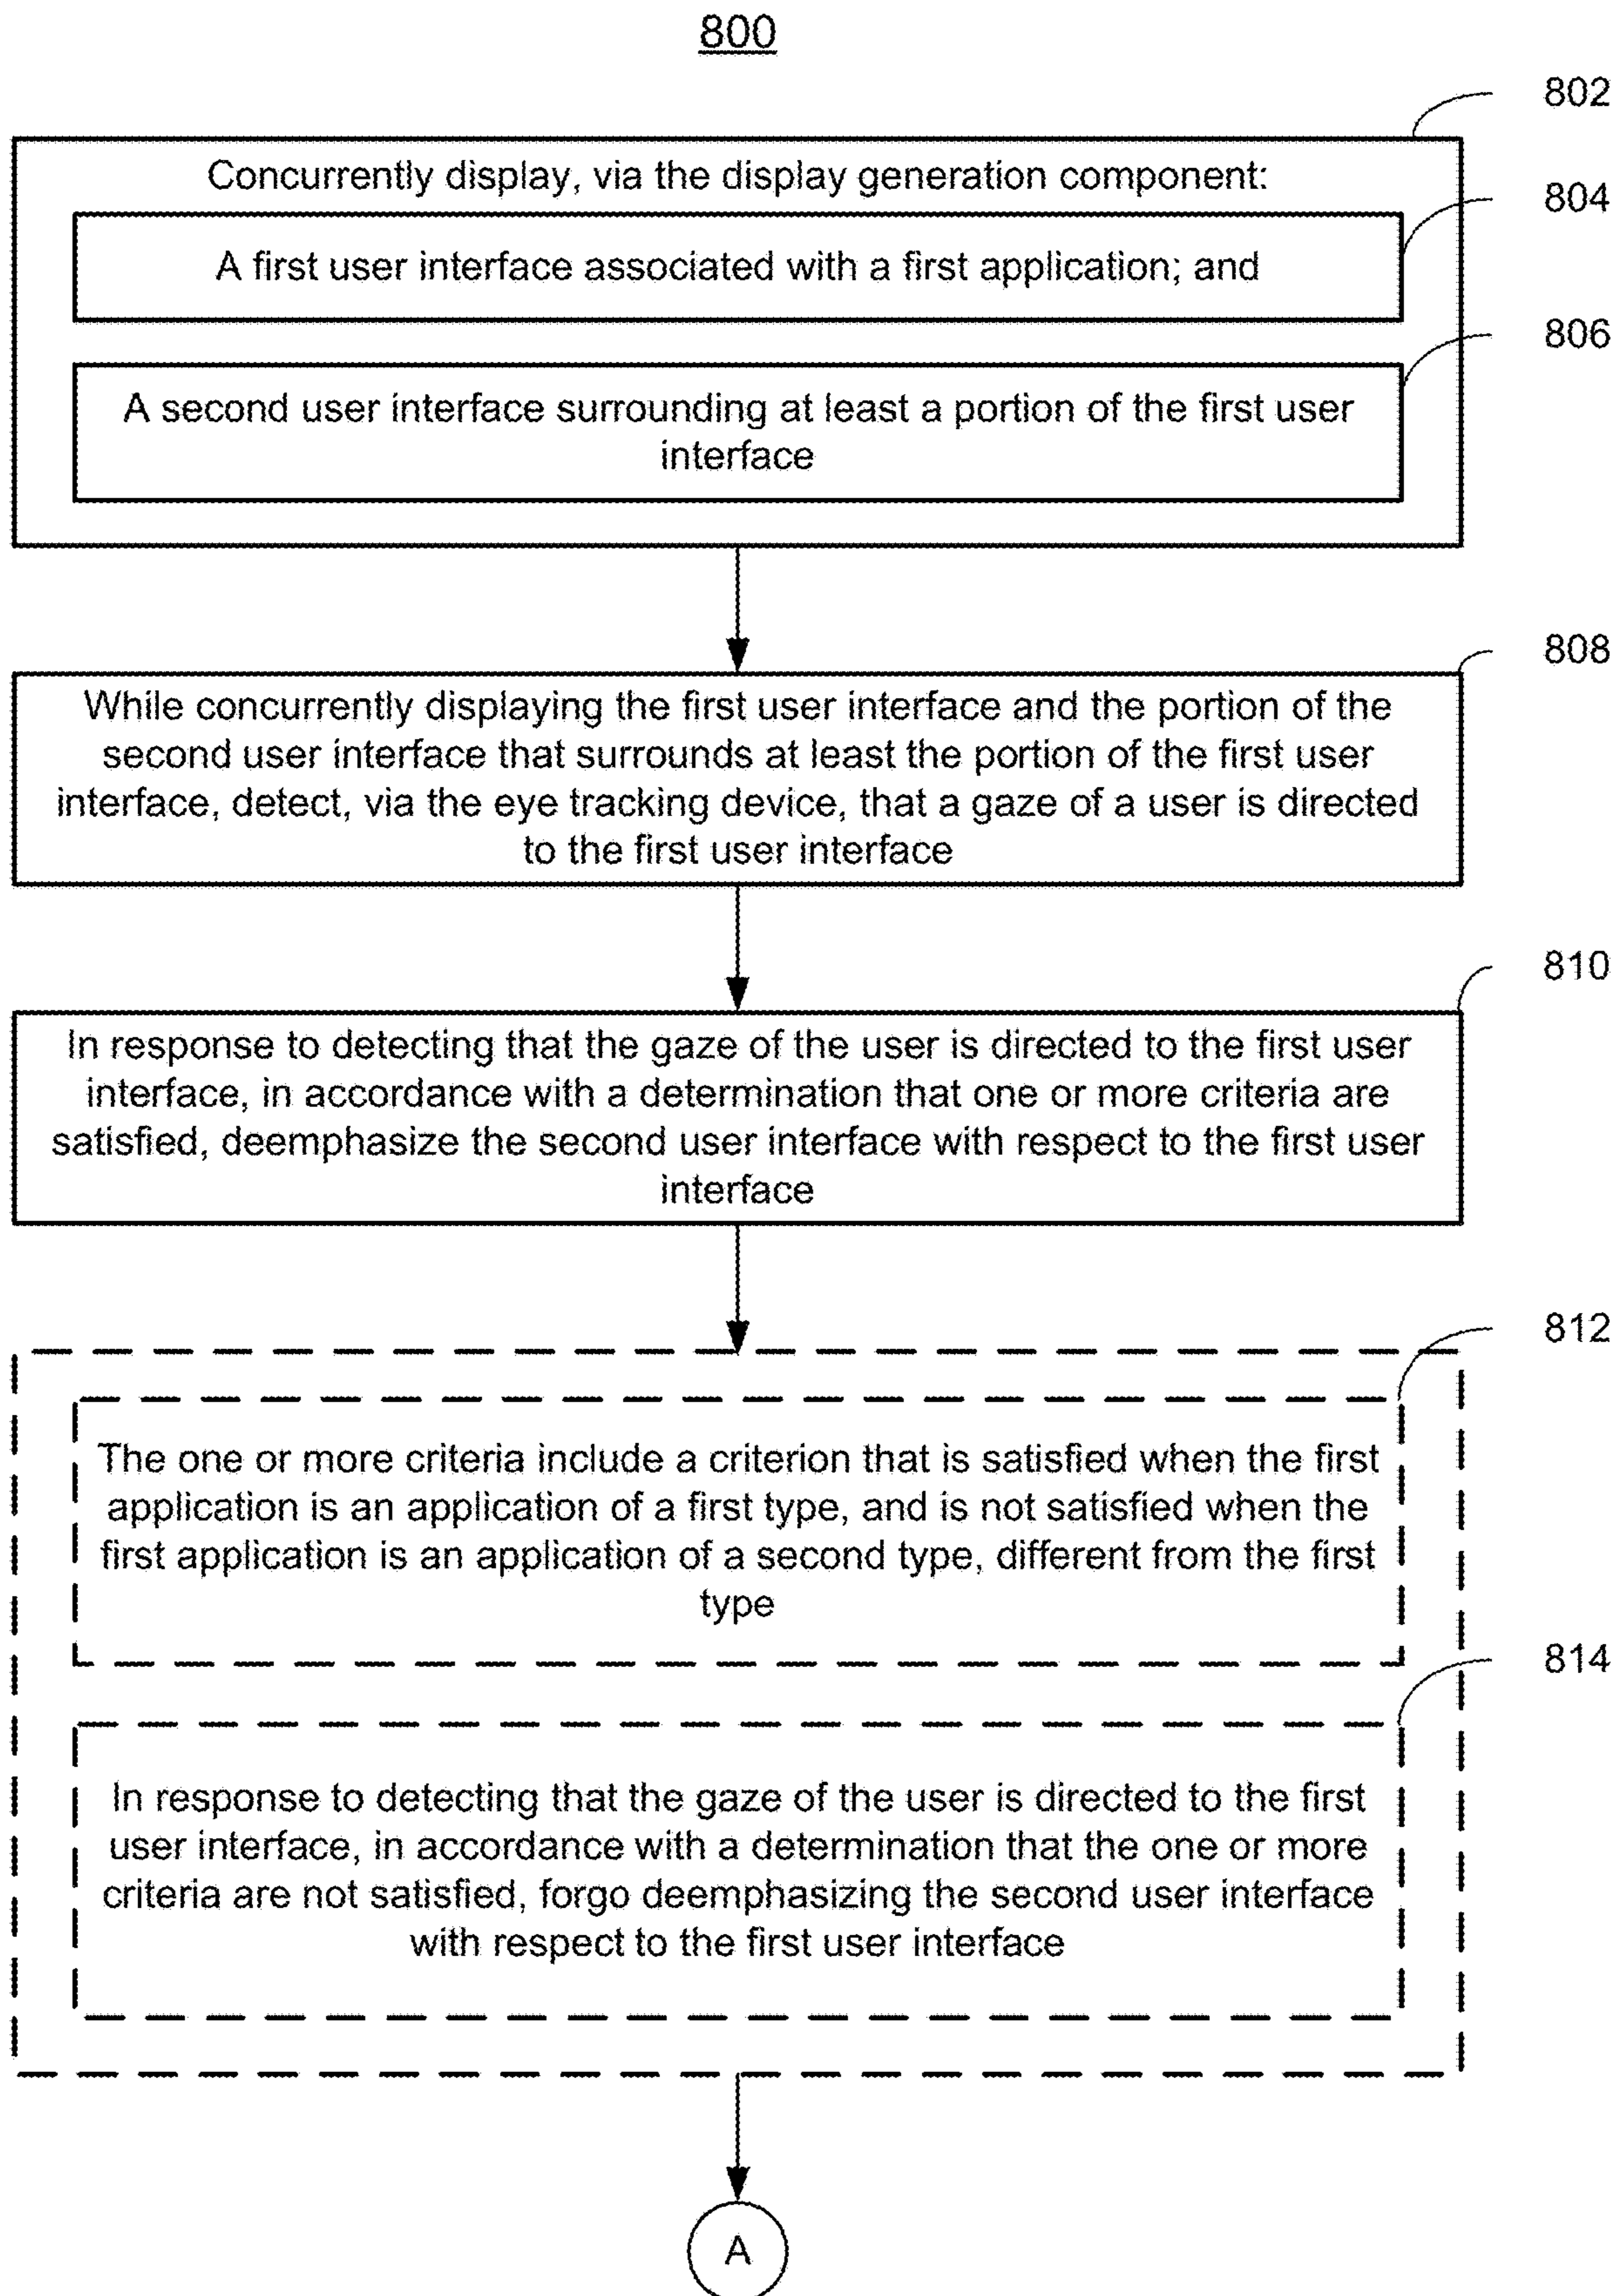 800
802
Concurrently display, via the display generation component:
804
A first user interface associated with a first application; and
806
A second user interface surrounding at least a portion of the first user
interface
808
While concurrently displaying the first user interface and the portion of the
second user interface that surrounds at least the portion of the first user
interface, detect, via the eye tracking device, that a gaze of a user is directed
to the first user interface
810
In response to detecting that the gaze of the user is directed to the first user
interface, in accordance with a determination that one or more criteria are
satisfied, deemphasize the second user interface with respect to the first user
interface
812
The one or more criteria include a criterion that is satisfied when the first
application is an application of a first type, and is not satisfied when the
first application is an application of a second type, different from the first
type
814
In response to detecting that the gaze of the user is directed to the first
user interface, in accordance with a determination that the one or more
criteria are not satisfied, forgo deemphasizing the second user interface
with respect to the first user interface
A